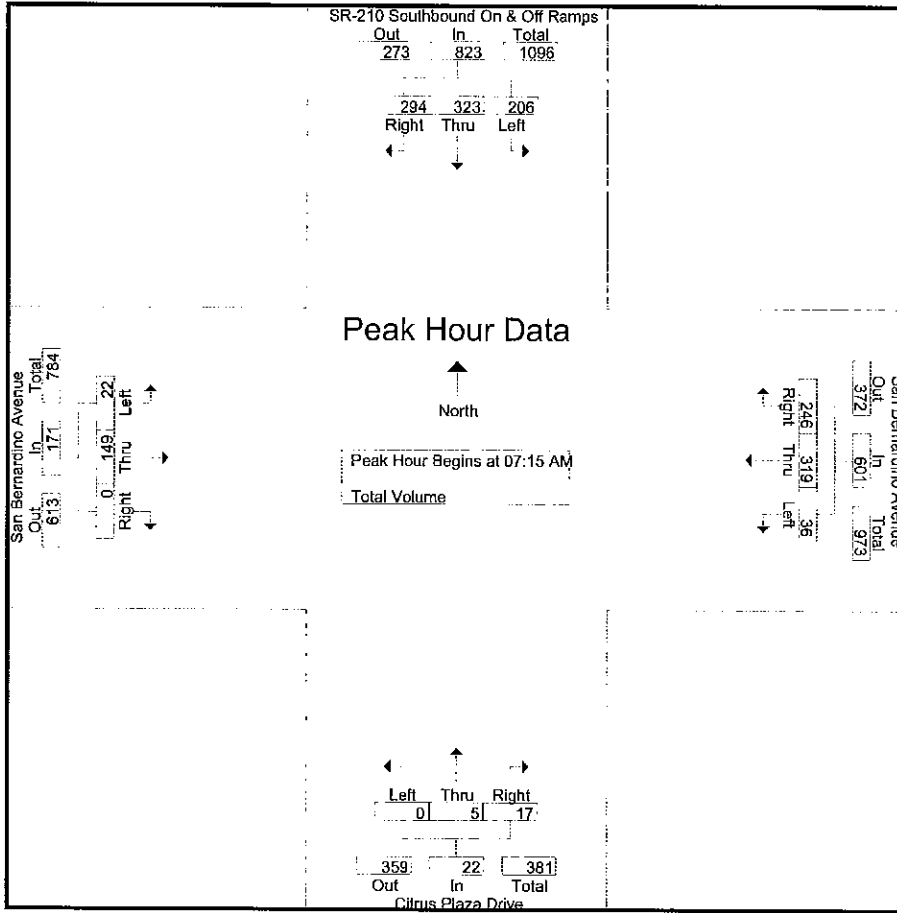 SR-210 Southbound On & Off Ramps
Out In Total
273 823 1096
294 323 206
Right Thru Left
Peak Hour Data
North
Peak Hour Begins at 07:15 AM
Total Volume
San Bernardino Avenue
Out In Total
613 171 784
0 149 22
Right Thru Left
Right Thru Left
246 319 36
Out In Total
372 601 973
San Bernardino Avenue
Left Thru Right
0 5 17
359 22 381
Out In Total
Citrus Plaza Drive